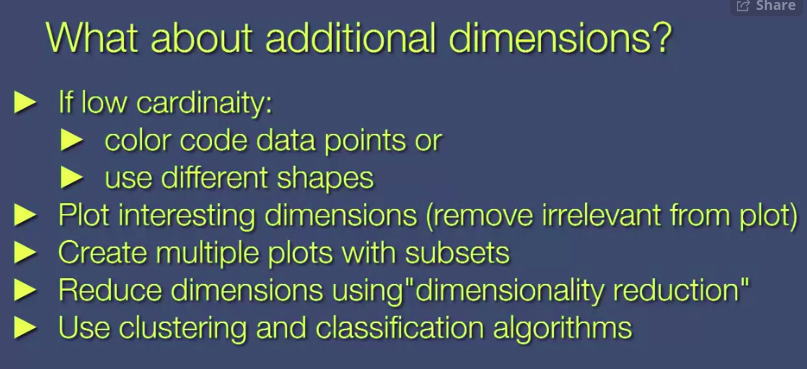 Share
What about additional dimensions?
► If low cardinaity:
► color code data points or
► use different shapes
► Plot interesting dimensions (remove irrelevant from plot)
► Create multiple plots with subsets
► Reduce dimensions using"dimensionality reduction"
► Use clustering and classification algorithms